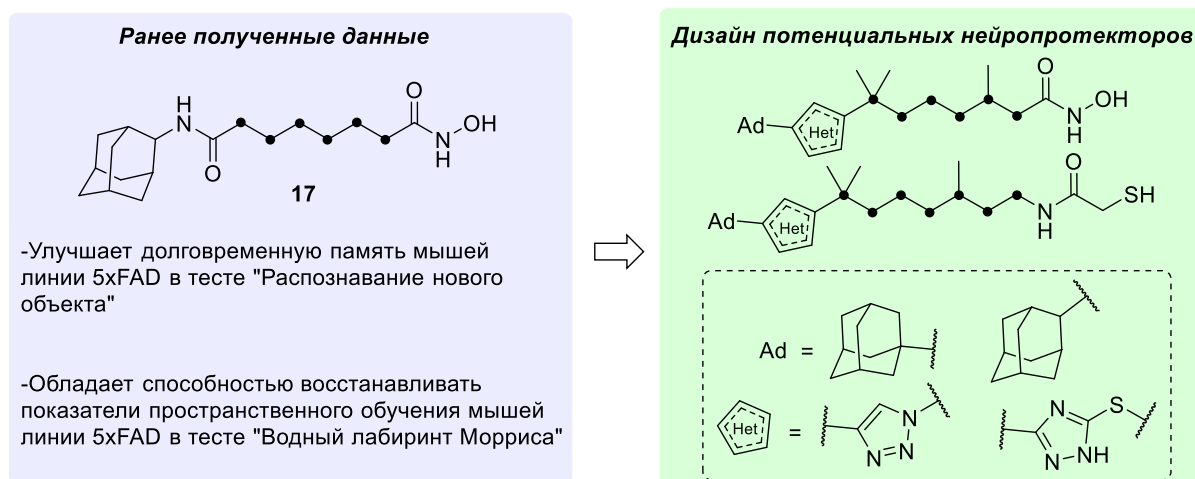 Ранее полученные данные
H
N
O
O
N
H
OH
17
-Улучшает долговременную память мышей
линии 5xFAD в тесте "Распознавание нового
объекта"
-Обладает способностью восстанавливать
показатели пространственного обучения мышей
линии 5xFAD в тесте "Водный лабиринт Морриса"
Дизайн потенциальных нейропротекторов
Ad
Het
O
N
H
OH
Ad
Het
N
H
O
SH
Ad =
Het =
N
N
N
N
N
NH
S